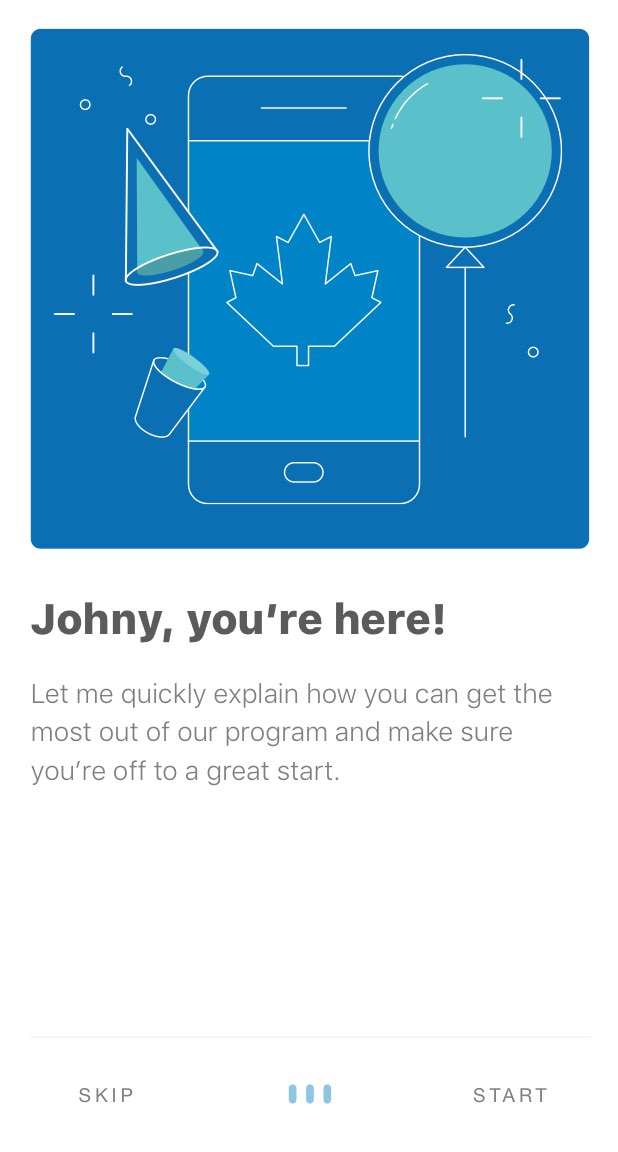 Johny, you’re here!
Let me quickly explain how you can get the
most out of our program and make sure
you’re off to a great start.
SKIP
START